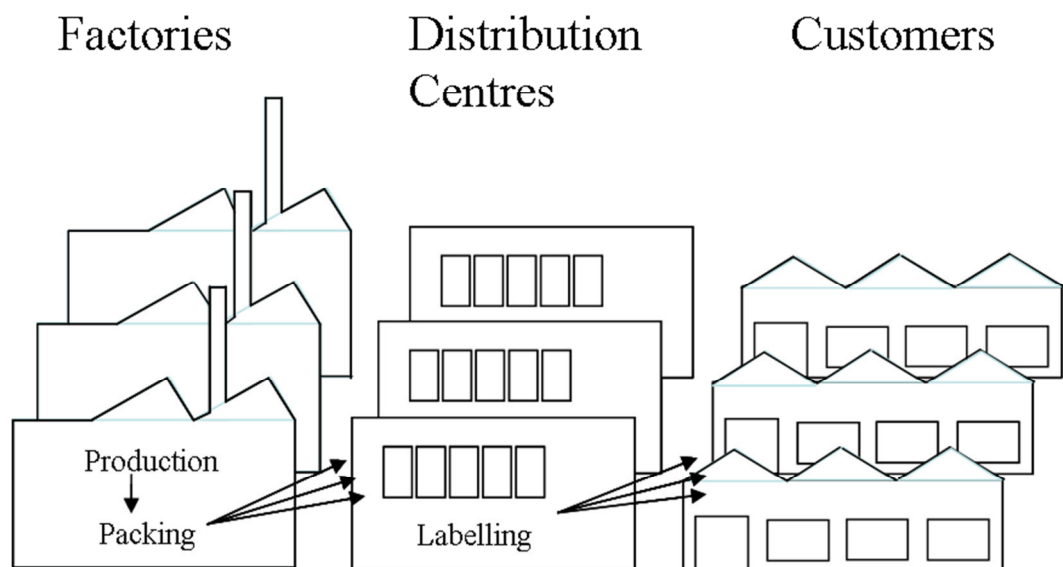 Factories
Distribution
Centres
Customers
Production
Packing
Labelling